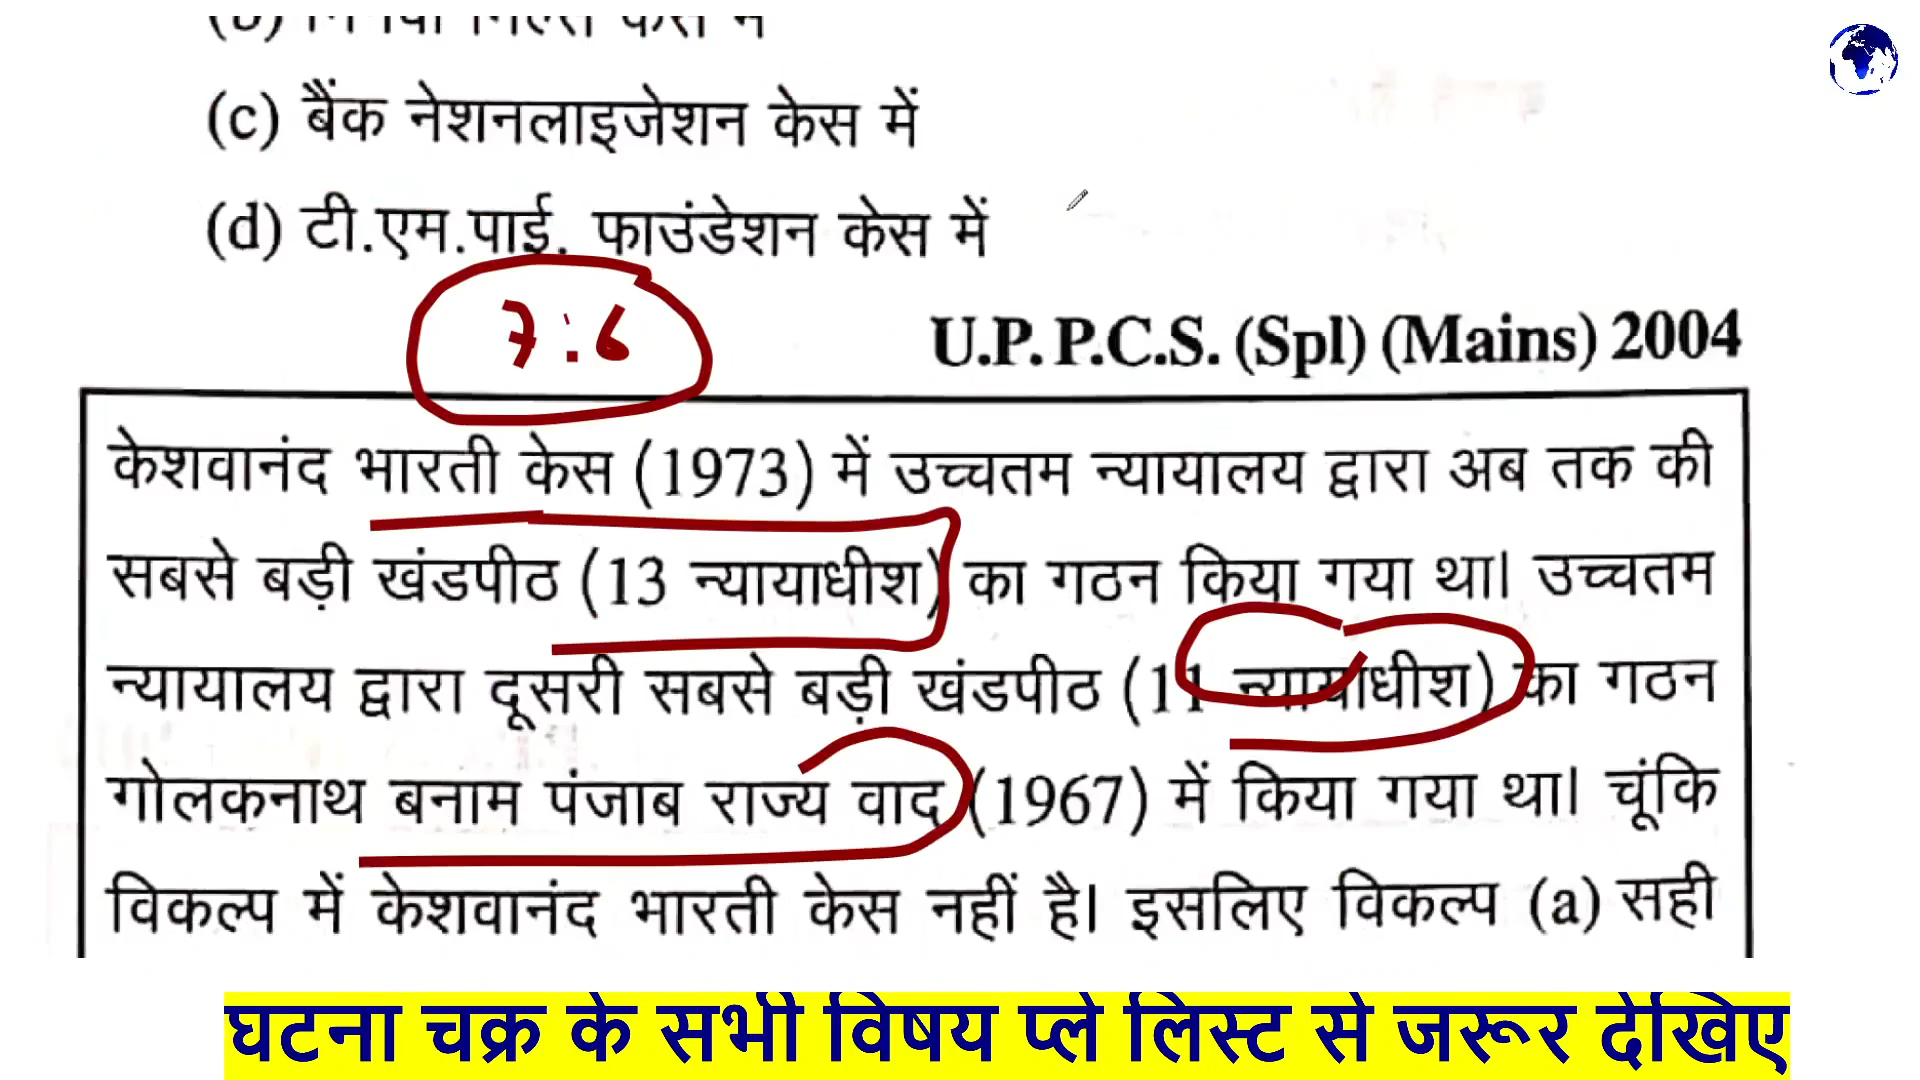 (c) बैंक नेशनलाइजेशन केस में
(d) टी.एम.पाई. फाउंडेशन केस में
7:6
U.P.P.C.S. (Spl) (Mains) 2004
केशवानंद भारती केस (1973) में उच्चतम न्यायालय द्वारा अब तक की
सबसे बड़ी खंडपीठ (13 न्यायाधीश) का गठन किया गया था। उच्चतम
न्यायालय द्वारा दूसरी सबसे बड़ी खंडपीठ (11 न्यायाधीश) का गठन
गोलकनाथ बनाम पंजाब राज्य वाद (1967) में किया गया था। चूंकि
विकल्प में केशवानंद भारती केस नहीं है। इसलिए विकल्प (a) सही
घटना चक्र के सभी विषय प्ले लिस्ट से जरूर देखिए